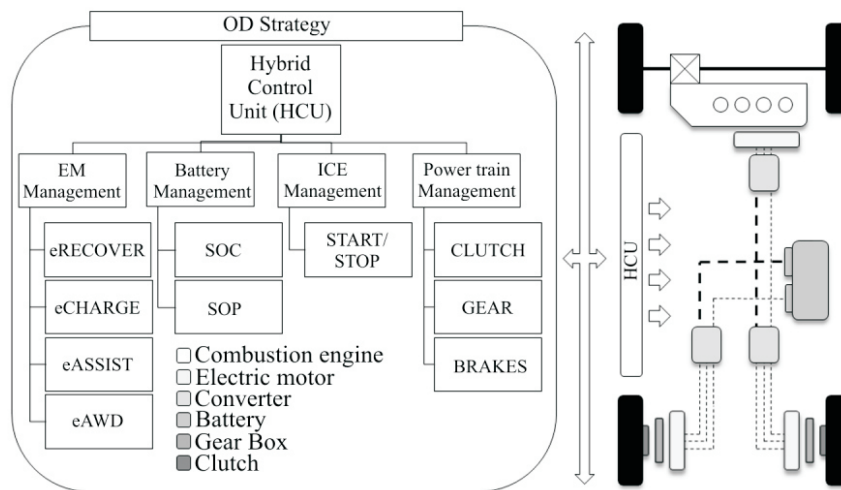 OD Strategy
Hybrid
Control
Unit (HCU)
EM
Management
Battery
Management
ICE
Management
Power train
Management
eRECOVER
SOC
START/
STOP
CLUTCH
eCHARGE
SOP
GEAR
eASSIST
BRAKES
eAWD
Combustion engine
Electric motor
Converter
Battery
Gear Box
Clutch
HCU